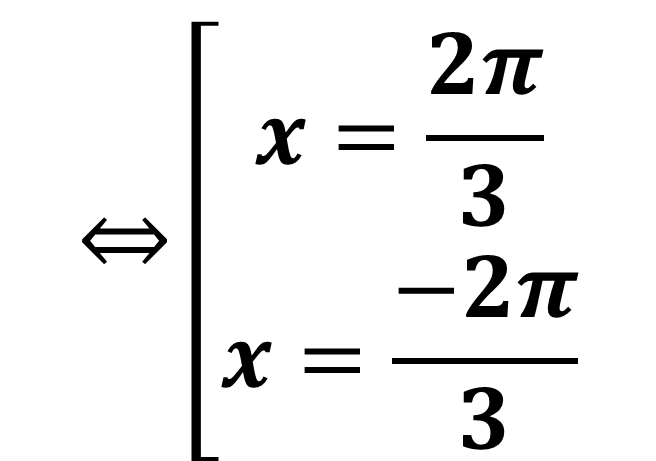 ⇔ [ x = 2π/3
x = −2π/3